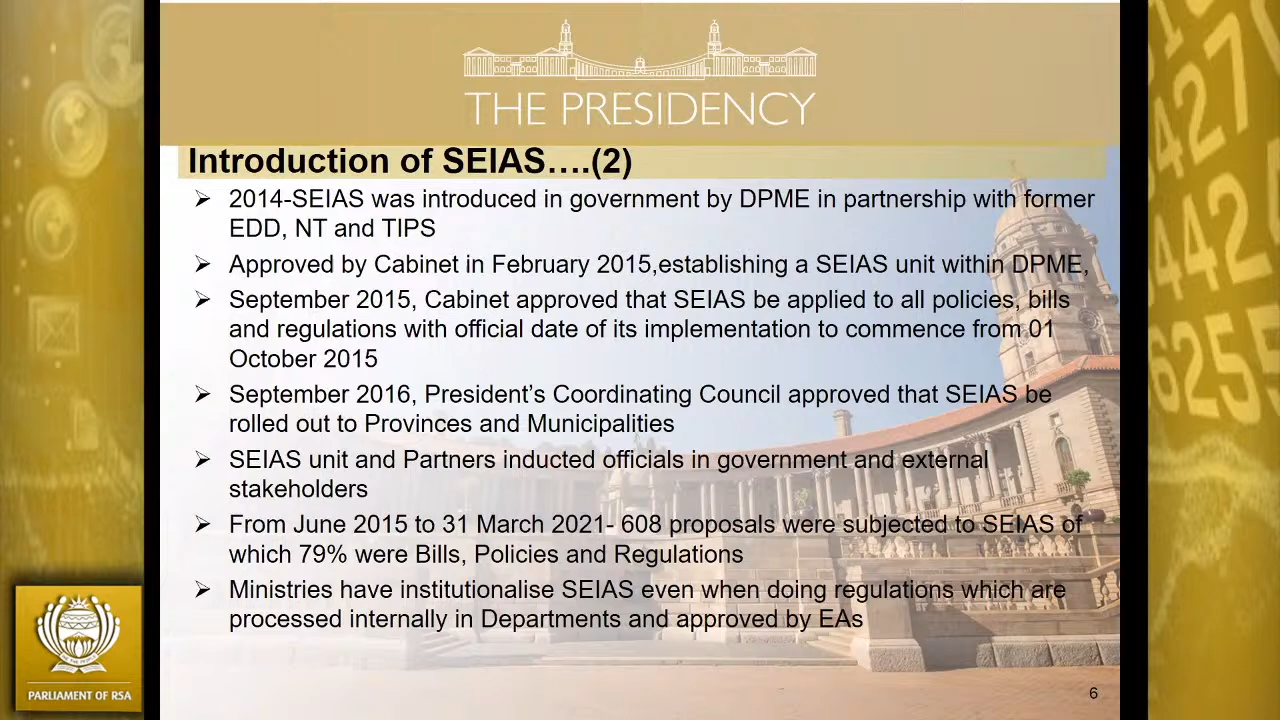 THE PRESIDENCY
Introduction of SEIAS….(2)
➢ 2014-SEIAS was introduced in government by DPME in partnership with former
EDD, NT and TIPS
➢ Approved by Cabinet in February 2015,establishing a SEIAS unit within DPME,
➢ September 2015, Cabinet approved that SEIAS be applied to all policies, bills
and regulations with official date of its implementation to commence from 01
October 2015
➢ September 2016, President’s Coordinating Council approved that SEIAS be
rolled out to Provinces and Municipalities
➢ SEIAS unit and Partners inducted officials in government and external
stakeholders
➢ From June 2015 to 31 March 2021- 608 proposals were subjected to SEIAS of
which 79% were Bills, Policies and Regulations
➢ Ministries have institutionalise SEIAS even when doing regulations which are
processed internally in Departments and approved by EAs
6
PARLIAMENT OF RSA
427
442
6255